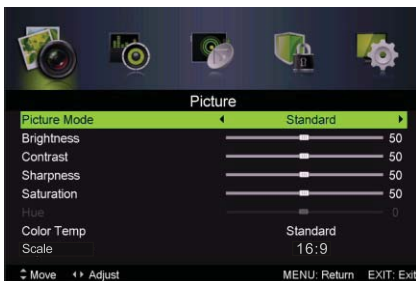 Picture
Picture Mode Standard
Brightness 50
Contrast 50
Sharpness 50
Saturation 50
Hue 0
Color Temp Standard
Scale 16:9
Move Adjust MENU: Return EXIT: Exit